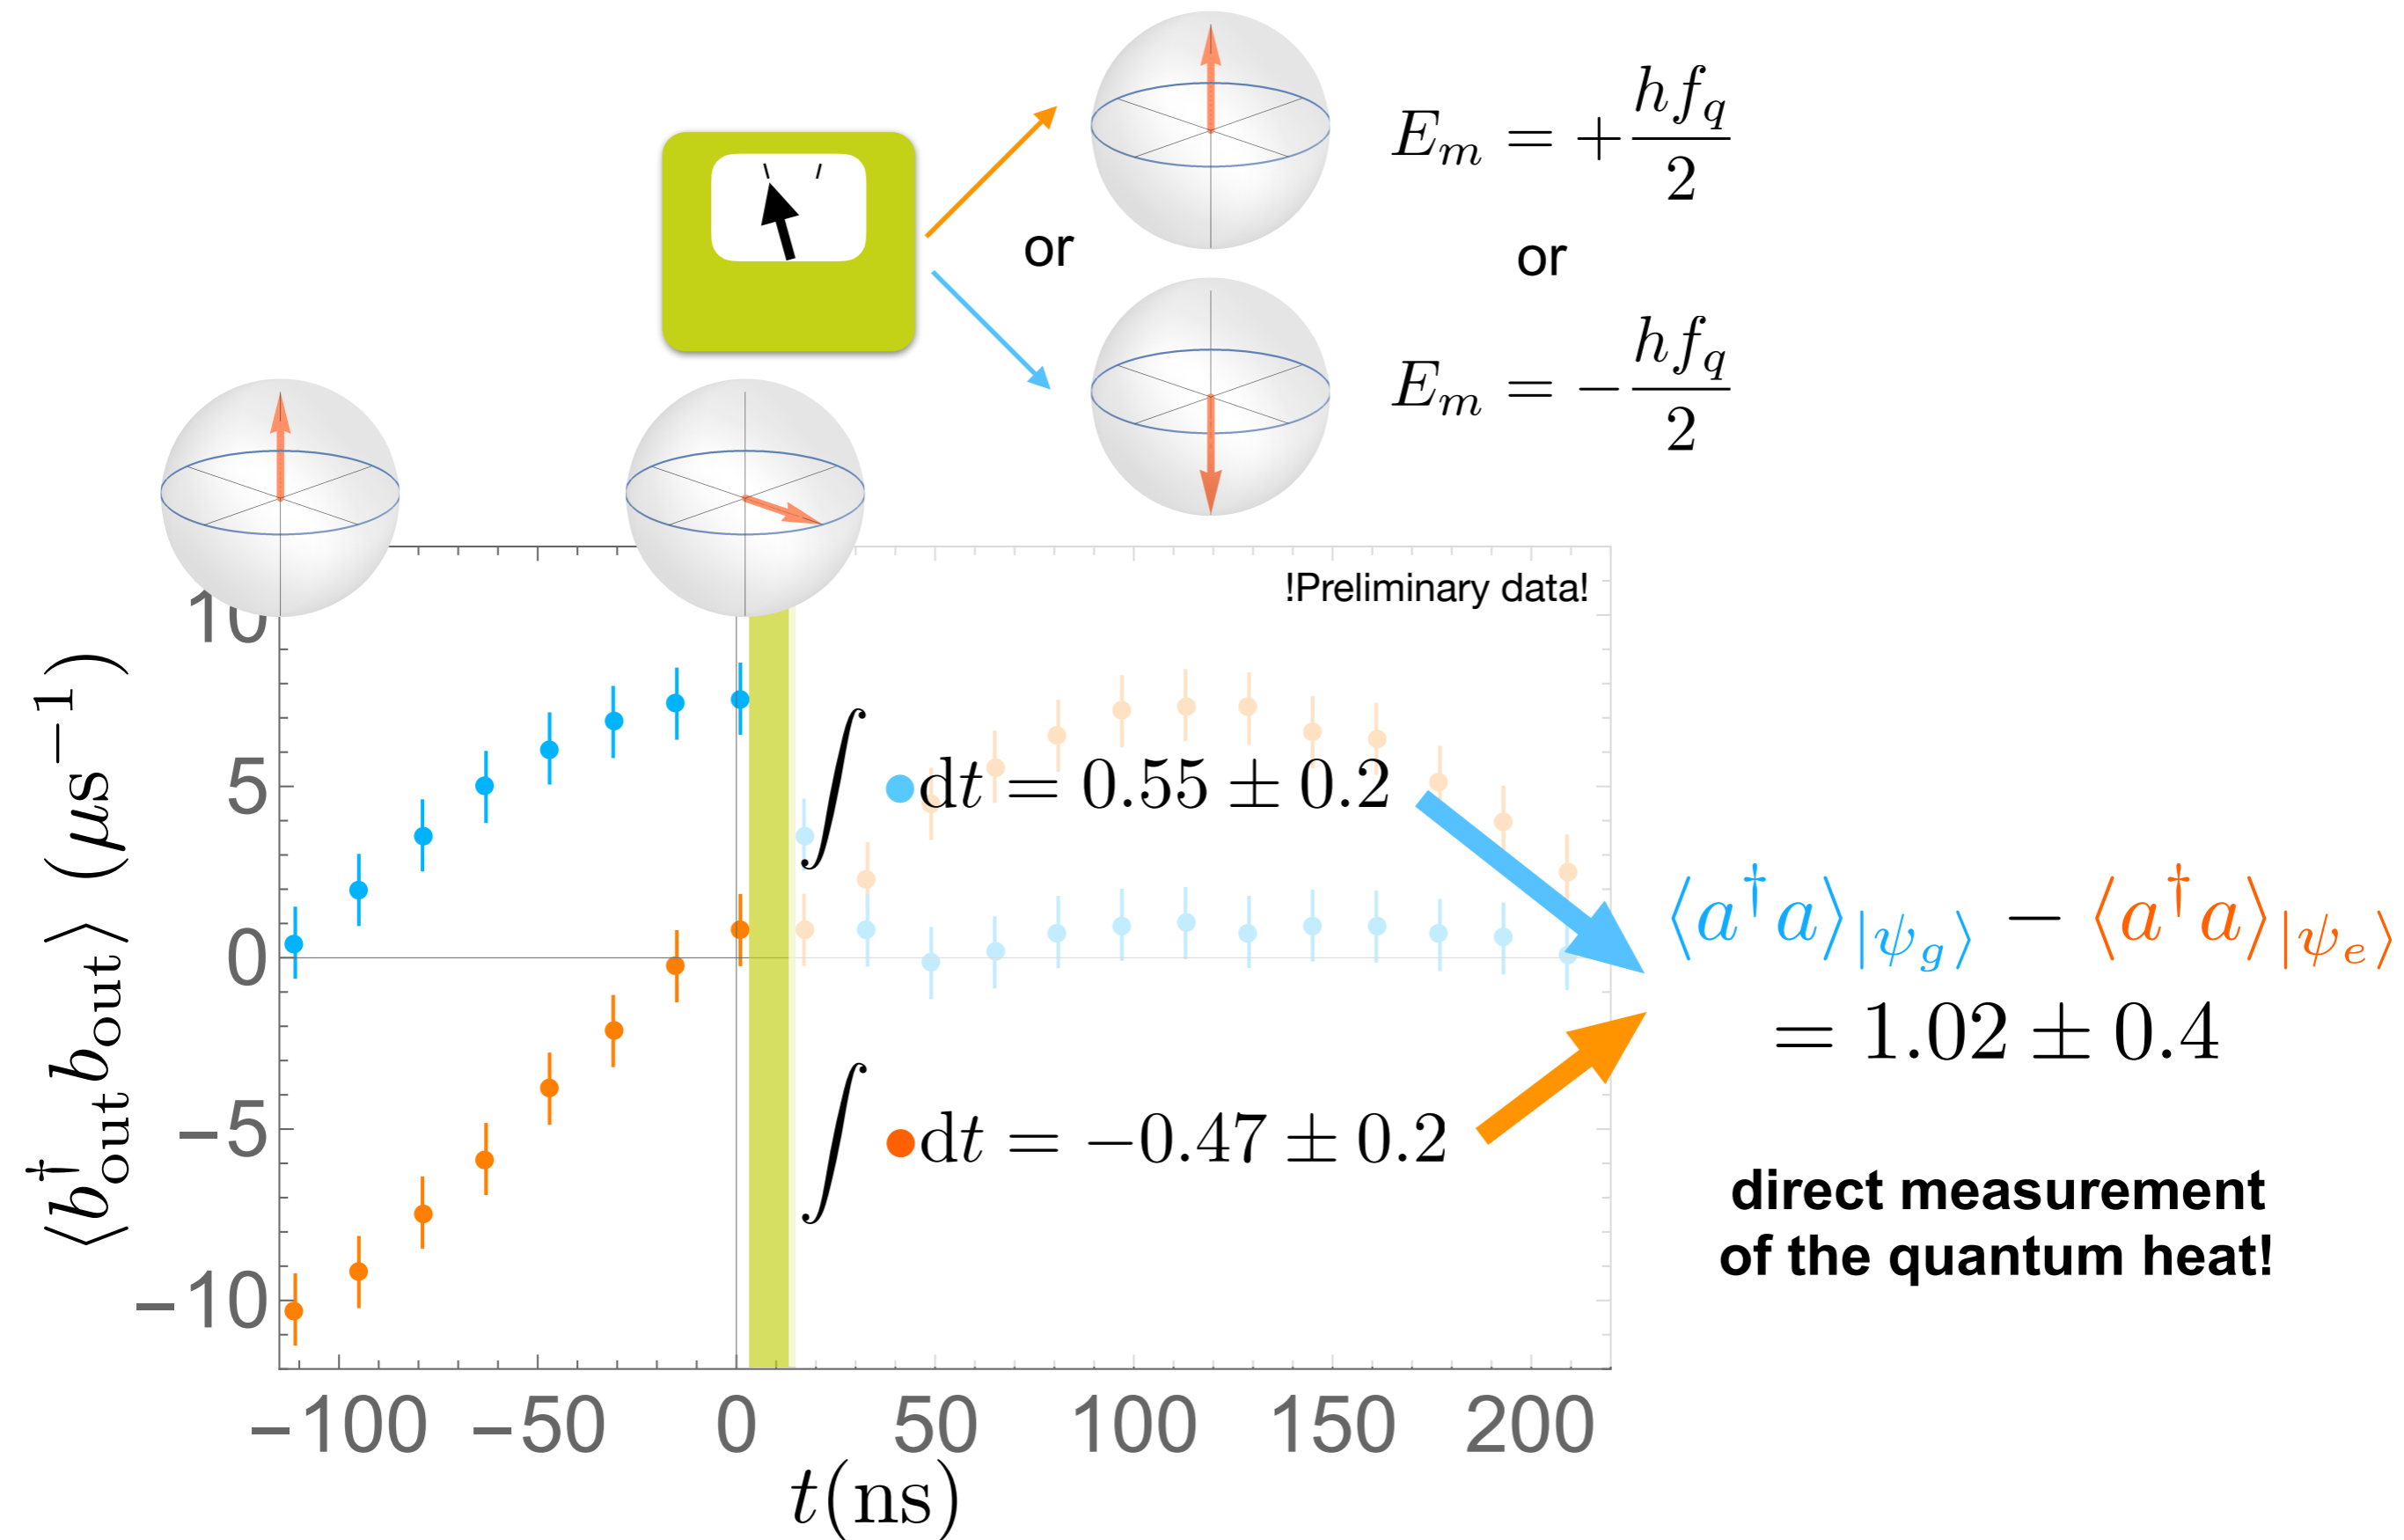 E_m = +\frac{hf_q}{2}
or
or
E_m = -\frac{hf_q}{2}
!Preliminary data!
⟨b†_out b_out⟩ (μs⁻¹)
10
5
0
−5
−10
∫ ● dt = 0.55 ± 0.2
⟨a†a⟩_{|ψ_g⟩} − ⟨a†a⟩_{|ψ_e⟩}
= 1.02 ± 0.4
∫ ● dt = −0.47 ± 0.2
direct measurement
of the quantum heat!
−100 −50 0 50 100 150 200
t(ns)